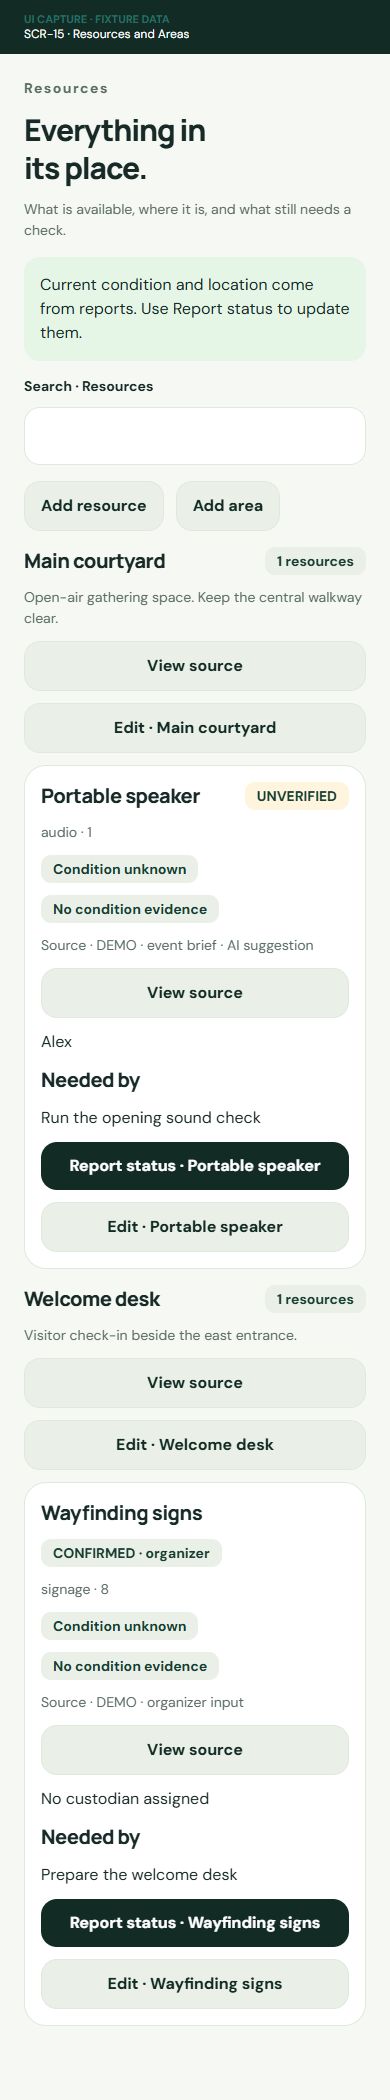 UI CAPTURE · FIXTURE DATA
SCR-15 · Resources and Areas
Resources
Everything in
its place.
What is available, where it is, and what still needs a
check.
Current condition and location come
from reports. Use Report status to update
them.
Search · Resources
Add resource
Add area
Main courtyard
1 resources
Open-air gathering space. Keep the central walkway
clear.
View source
Edit · Main courtyard
Portable speaker
UNVERIFIED
audio · 1
Condition unknown
No condition evidence
Source · DEMO · event brief · AI suggestion
View source
Alex
Needed by
Run the opening sound check
Report status · Portable speaker
Edit · Portable speaker
Welcome desk
1 resources
Visitor check-in beside the east entrance.
View source
Edit · Welcome desk
Wayfinding signs
CONFIRMED · organizer
signage · 8
Condition unknown
No condition evidence
Source · DEMO · organizer input
View source
No custodian assigned
Needed by
Prepare the welcome desk
Report status · Wayfinding signs
Edit · Wayfinding signs